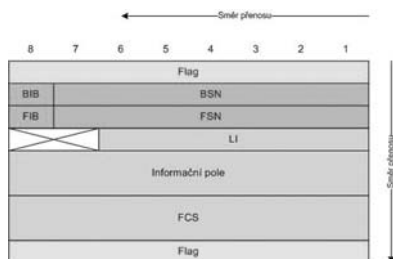 Směr přenosu
8 7 6 5 4 3 2 1
Flag
BIB BSN
FIB FSN
LI
Informační pole
FCS
Flag
Směr přenosu